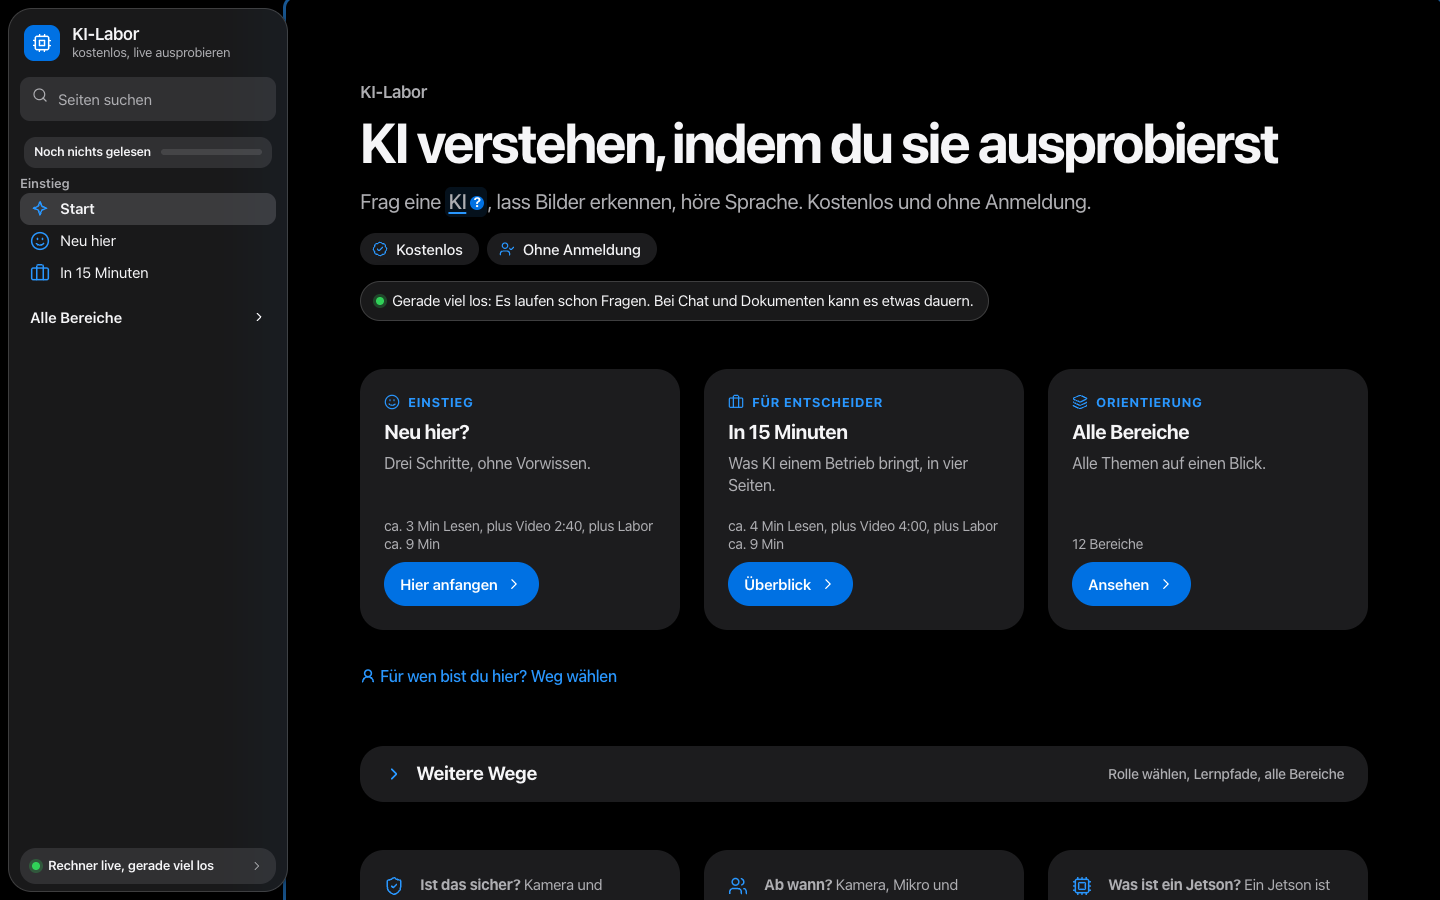 KI-Labor
kostenlos, live ausprobieren
Seiten suchen
Noch nichts gelesen
Einstieg
Start
Neu hier
In 15 Minuten
Alle Bereiche
Rechner live, gerade viel los
KI-Labor
KI verstehen, indem du sie ausprobierst
Frag eine KI?, lass Bilder erkennen, höre Sprache. Kostenlos und ohne Anmeldung.
Kostenlos
Ohne Anmeldung
Gerade viel los: Es laufen schon Fragen. Bei Chat und Dokumenten kann es etwas dauern.
EINSTIEG
Neu hier?
Drei Schritte, ohne Vorwissen.
ca. 3 Min Lesen, plus Video 2:40, plus Labor
ca. 9 Min
Hier anfangen
FÜR ENTSCHEIDER
In 15 Minuten
Was KI einem Betrieb bringt, in vier
Seiten.
ca. 4 Min Lesen, plus Video 4:00, plus Labor
ca. 9 Min
Überblick
ORIENTIERUNG
Alle Bereiche
Alle Themen auf einen Blick.
12 Bereiche
Ansehen
Für wen bist du hier? Weg wählen
Weitere Wege
Rolle wählen, Lernpfade, alle Bereiche
Ist das sicher? Kamera und
Ab wann? Kamera, Mikro und
Was ist ein Jetson? Ein Jetson ist